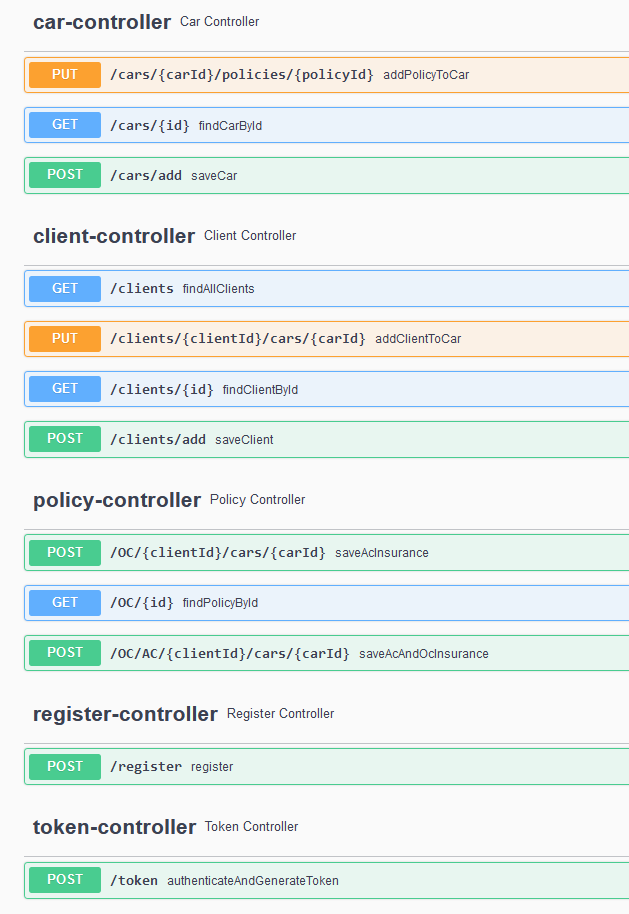 car-controller Car Controller
PUT /cars/{carId}/policies/{policyId} addPolicyToCar
GET /cars/{id} findCarById
POST /cars/add saveCar
client-controller Client Controller
GET /clients findAllClients
PUT /clients/{clientId}/cars/{carId} addClientToCar
GET /clients/{id} findClientById
POST /clients/add saveClient
policy-controller Policy Controller
POST /OC/{clientId}/cars/{carId} saveAcInsurance
GET /OC/{id} findPolicyById
POST /OC/AC/{clientId}/cars/{carId} saveAcAndOcInsurance
register-controller Register Controller
POST /register register
token-controller Token Controller
POST /token authenticateAndGenerateToken